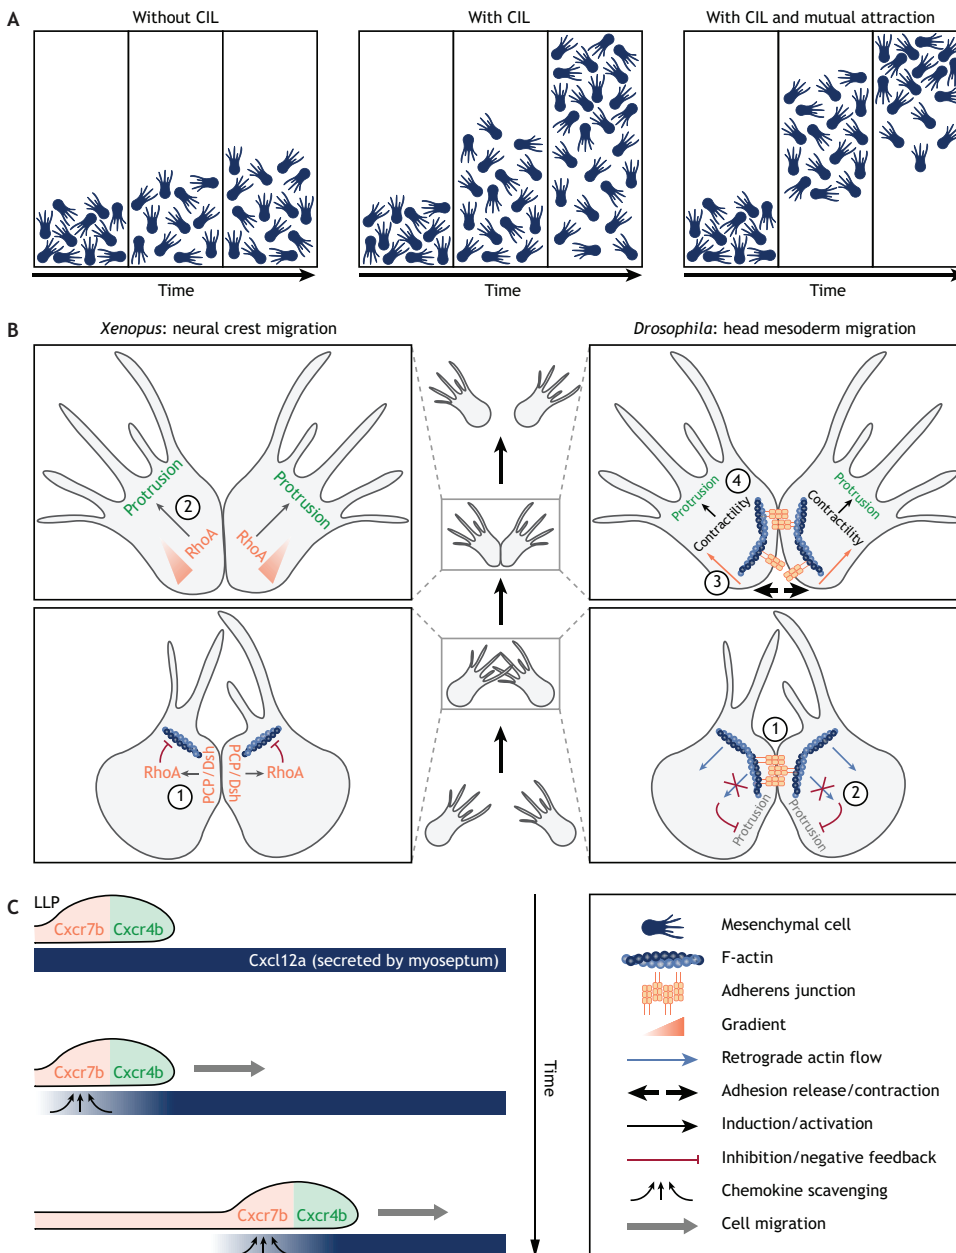 A
Without CIL
With CIL
With CIL and mutual attraction
Time
Time
Time
B
Xenopus: neural crest migration
Drosophila: head mesoderm migration
Protrusion
2
RhoA
Protrusion
RhoA
Protrusion
4
Contractility
3
Protrusion
Contractility
RhoA
1
PCP/Dsh
PCP/Dsh
RhoA
1
2
Protrusion
Protrusion
C
LLP
Cxcr7b Cxcr4b
Cxcl12a (secreted by myoseptum)
Cxcr7b Cxcr4b
Cxcr7b Cxcr4b
Time
Mesenchymal cell
F-actin
Adherens junction
Gradient
Retrograde actin flow
Adhesion release/contraction
Induction/activation
Inhibition/negative feedback
Chemokine scavenging
Cell migration